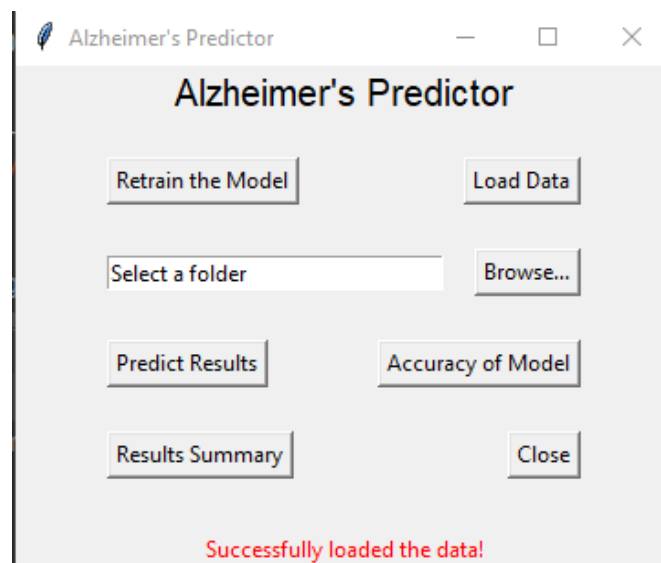 Alzheimer's Predictor
Alzheimer's Predictor
Retrain the Model
Load Data
Select a folder
Browse...
Predict Results
Accuracy of Model
Results Summary
Close
Successfully loaded the data!